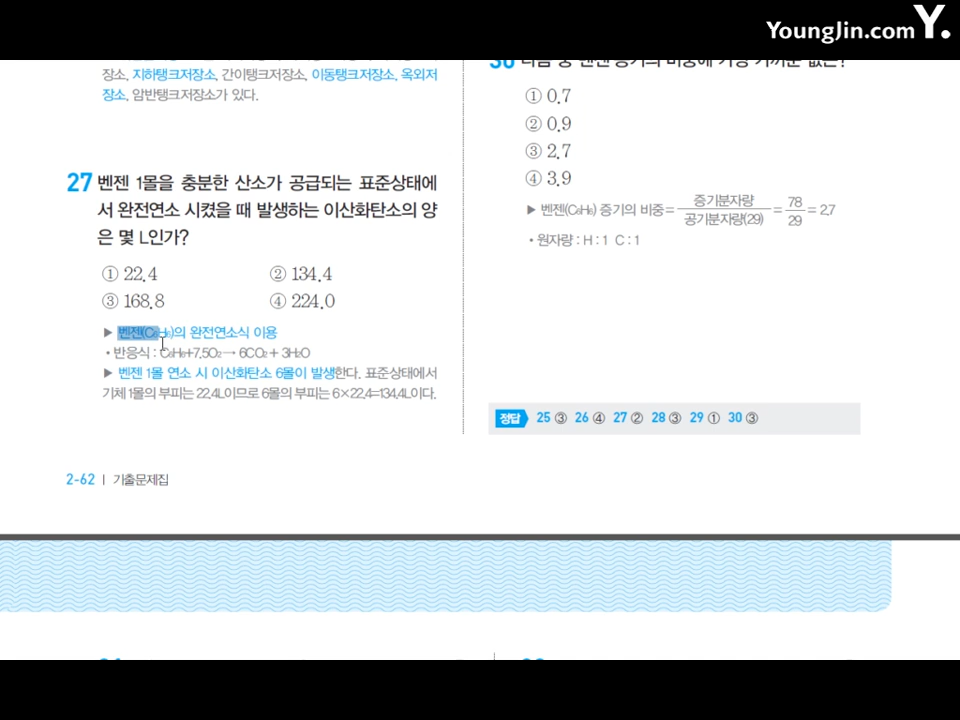 YoungJin.com Y.
장소, 지하탱크저장소, 간이탱크저장소, 이동탱크저장소, 옥외저
장소, 암반탱크저장소가 있다.
27 벤젠 1몰을 충분한 산소가 공급되는 표준상태에
서 완전연소 시켰을 때 발생하는 이산화탄소의 양
은 몇 L인가?
① 22.4 ② 134.4
③ 168.8 ④ 224.0
▶ 벤젠(C₆H₆)의 완전연소식 이용
• 반응식 : C₆H₆+7.5O₂ → 6CO₂ + 3H₂O
▶ 벤젠 1몰 연소 시 이산화탄소 6몰이 발생한다. 표준상태에서
기체 1몰의 부피는 22.4L이므로 6몰의 부피는 6×22.4=134.4L이다.
2-62 | 기출문제집
① 0.7
② 0.9
③ 2.7
④ 3.9
▶ 벤젠(C₆H₆) 증기의 비중 = 증기분자량 / 공기분자량(29) = 78 / 29 = 2.7
• 원자량 : H : 1 C : 1
정답 25 ③ 26 ④ 27 ② 28 ③ 29 ① 30 ③